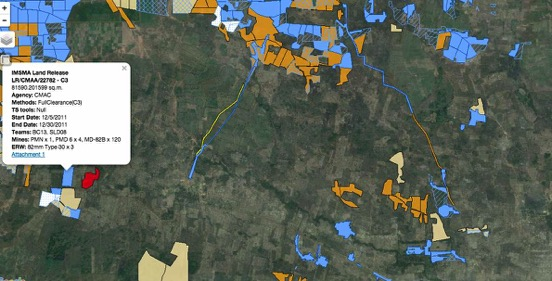 +
×
-
IMSMA Land Release
LR/CMAA/22782 - C3
81590.201599 sq.m.
Agency: CMAC
Methods: FullClearance(C3)
TS tools: Null
Start Date: 12/5/2011
End Date: 12/30/2011
Teams: BC13, SLD08
Mines: PMN x 1, PMD 6 x 4, MD-82B x 120
ERW: 82mm Type 30 x 3
Attachment 1